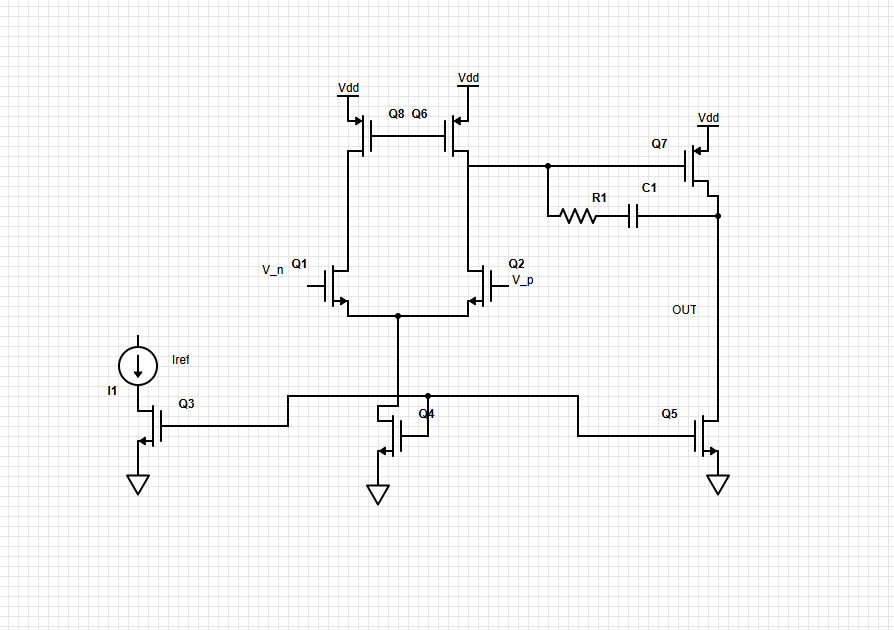 Vdd
Vdd
Q8 Q6
Vdd
Q7
C1
R1
V_n Q1
Q2
V_p
OUT
Iref
I1
Q3
Q4
Q5